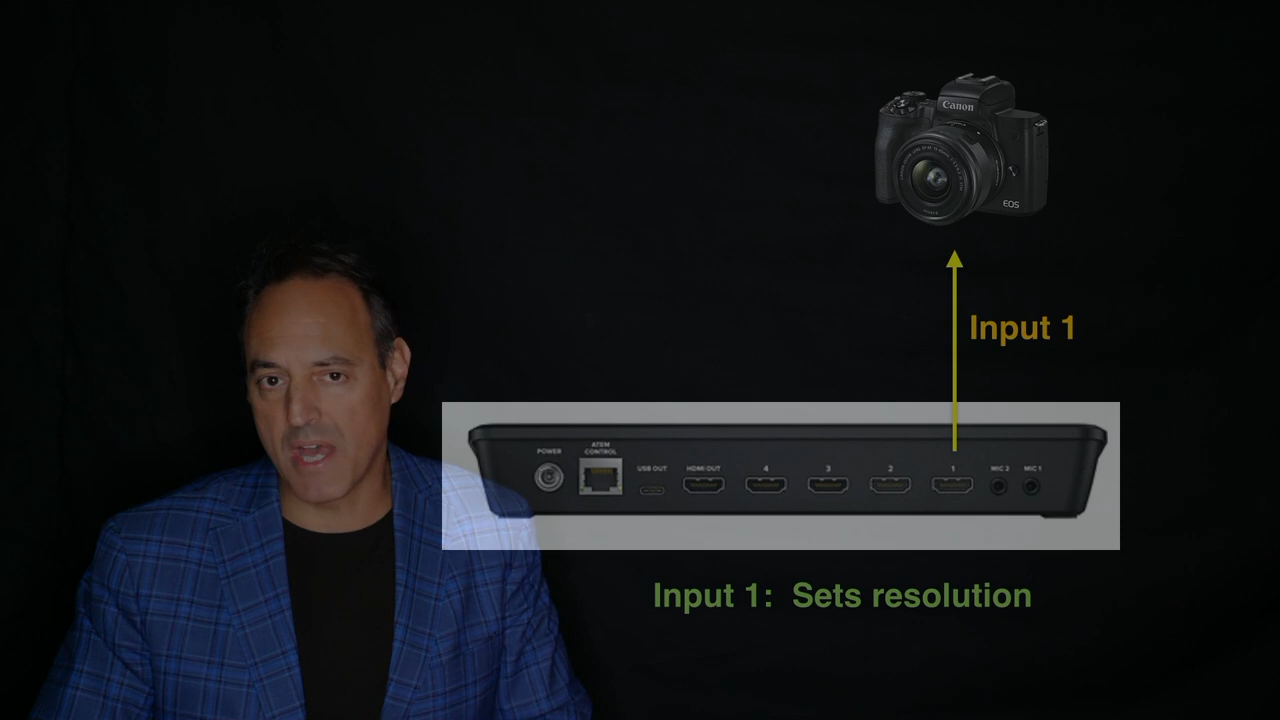 Canon
EOS
Input 1
POWER
ATEM
CONTROL
USB OUT
HDMI OUT
4
3
2
1
MIC 2
MIC 1
Input 1: Sets resolution